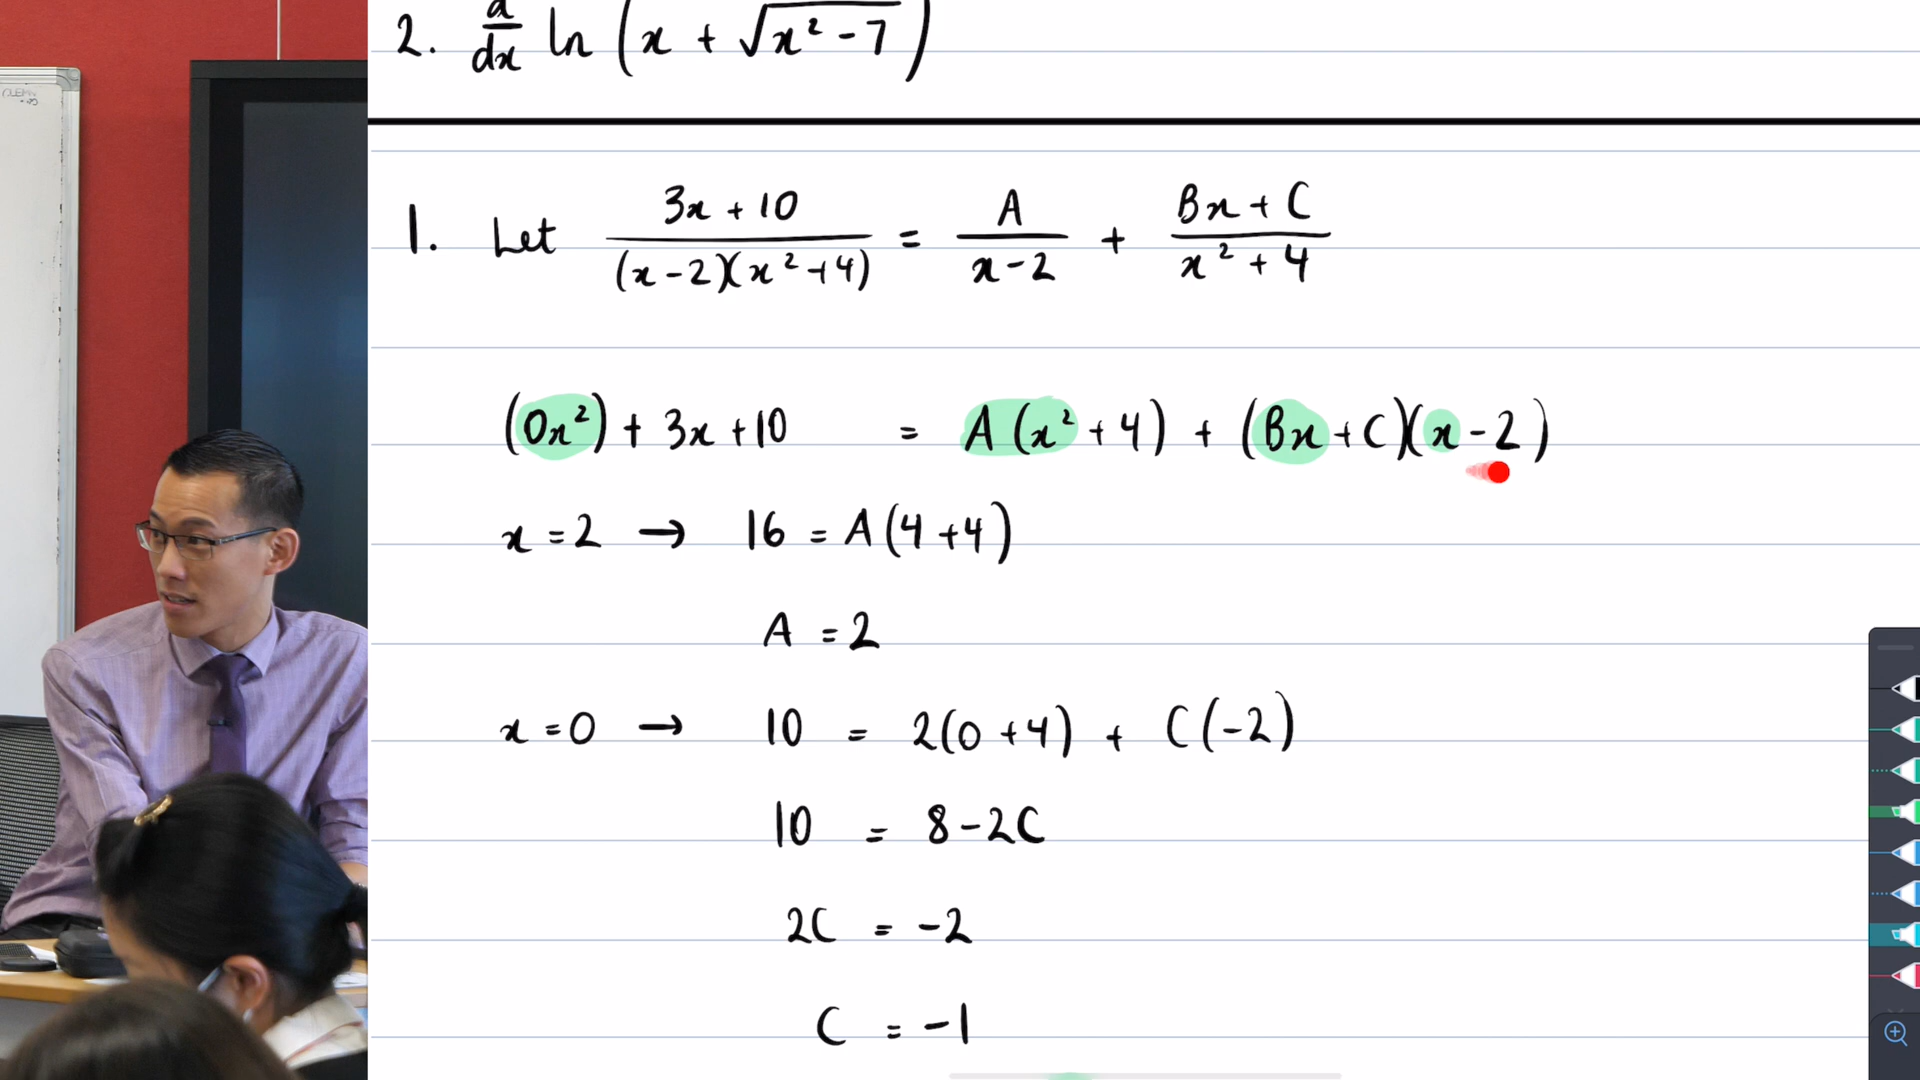 2. d/dx ln (x + √(x² - 7))
1. Let (3x + 10)/((x - 2)(x² + 4)) = A/(x - 2) + (Bx + C)/(x² + 4)
(0x²) + 3x + 10 = A(x² + 4) + (Bx + C)(x - 2)
x = 2 → 16 = A(4 + 4)
A = 2
x = 0 → 10 = 2(0 + 4) + C(-2)
10 = 8 - 2C
2C = -2
C = -1